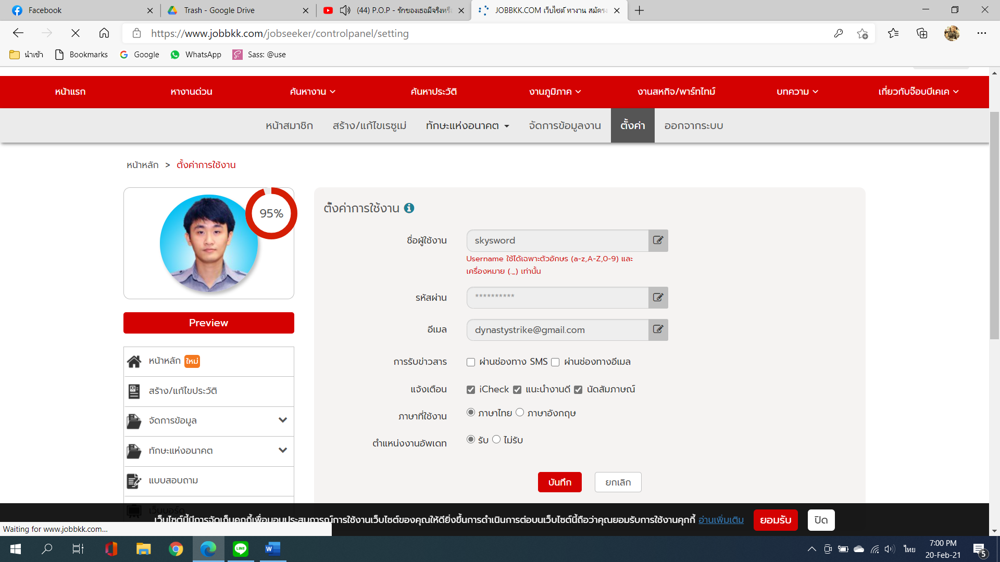 Facebook
Trash - Google Drive
(44) P.O.P - รักของเธอมีจริงหรือ
JOBBKK.COM เว็บไซต์ หางาน สมัครง
https://www.jobbkk.com/jobseeker/controlpanel/setting
นำเข้า
Bookmarks
Google
WhatsApp
Sass: @use
หน้าแรก
หางานด่วน
ค้นหางาน
ค้นหาประวัติ
งานภูมิภาค
งานสหกิจ/พาร์ทไทม์
บทความ
เกี่ยวกับจ๊อบบีเคเค
หน้าสมาชิก
สร้าง/แก้ไขเรซูเม่
ทักษะแห่งอนาคต
จัดการข้อมูลงาน
ตั้งค่า
ออกจากระบบ
หน้าหลัก > ตั้งค่าการใช้งาน
95%
Preview
หน้าหลัก ใหม่
สร้าง/แก้ไขประวัติ
จัดการข้อมูล
ทักษะแห่งอนาคต
แบบสอบถาม
เว็บบอร์ด
ตั้งค่าการใช้งาน
ชื่อผู้ใช้งาน
skysword
Username ใช้ได้เฉพาะตัวอักษร (a-z,A-Z,0-9) และ
เครื่องหมาย (._) เท่านั้น
รหัสผ่าน
**********
อีเมล
dynastystrike@gmail.com
การรับข่าวสาร
ผ่านช่องทาง SMS ผ่านช่องทางอีเมล
แจ้งเตือน
iCheck แนะนำงานดี นัดสัมภาษณ์
ภาษาที่ใช้งาน
ภาษาไทย ภาษาอังกฤษ
ตำแหน่งงานอัพเดท
รับ ไม่รับ
บันทึก
ยกเลิก
เว็บไซต์นี้มีการจัดเก็บคุกกี้เพื่อมอบประสบการณ์การใช้งานเว็บไซต์ของคุณให้ดียิ่งขึ้นการดำเนินการต่อบนเว็บไซต์นี้ถือว่าคุณยอมรับการใช้งานคุกกี้ อ่านเพิ่มเติม
ยอมรับ
ปิด
Waiting for www.jobbkk.com...
LINE
ไทย
7:00 PM
20-Feb-21
5